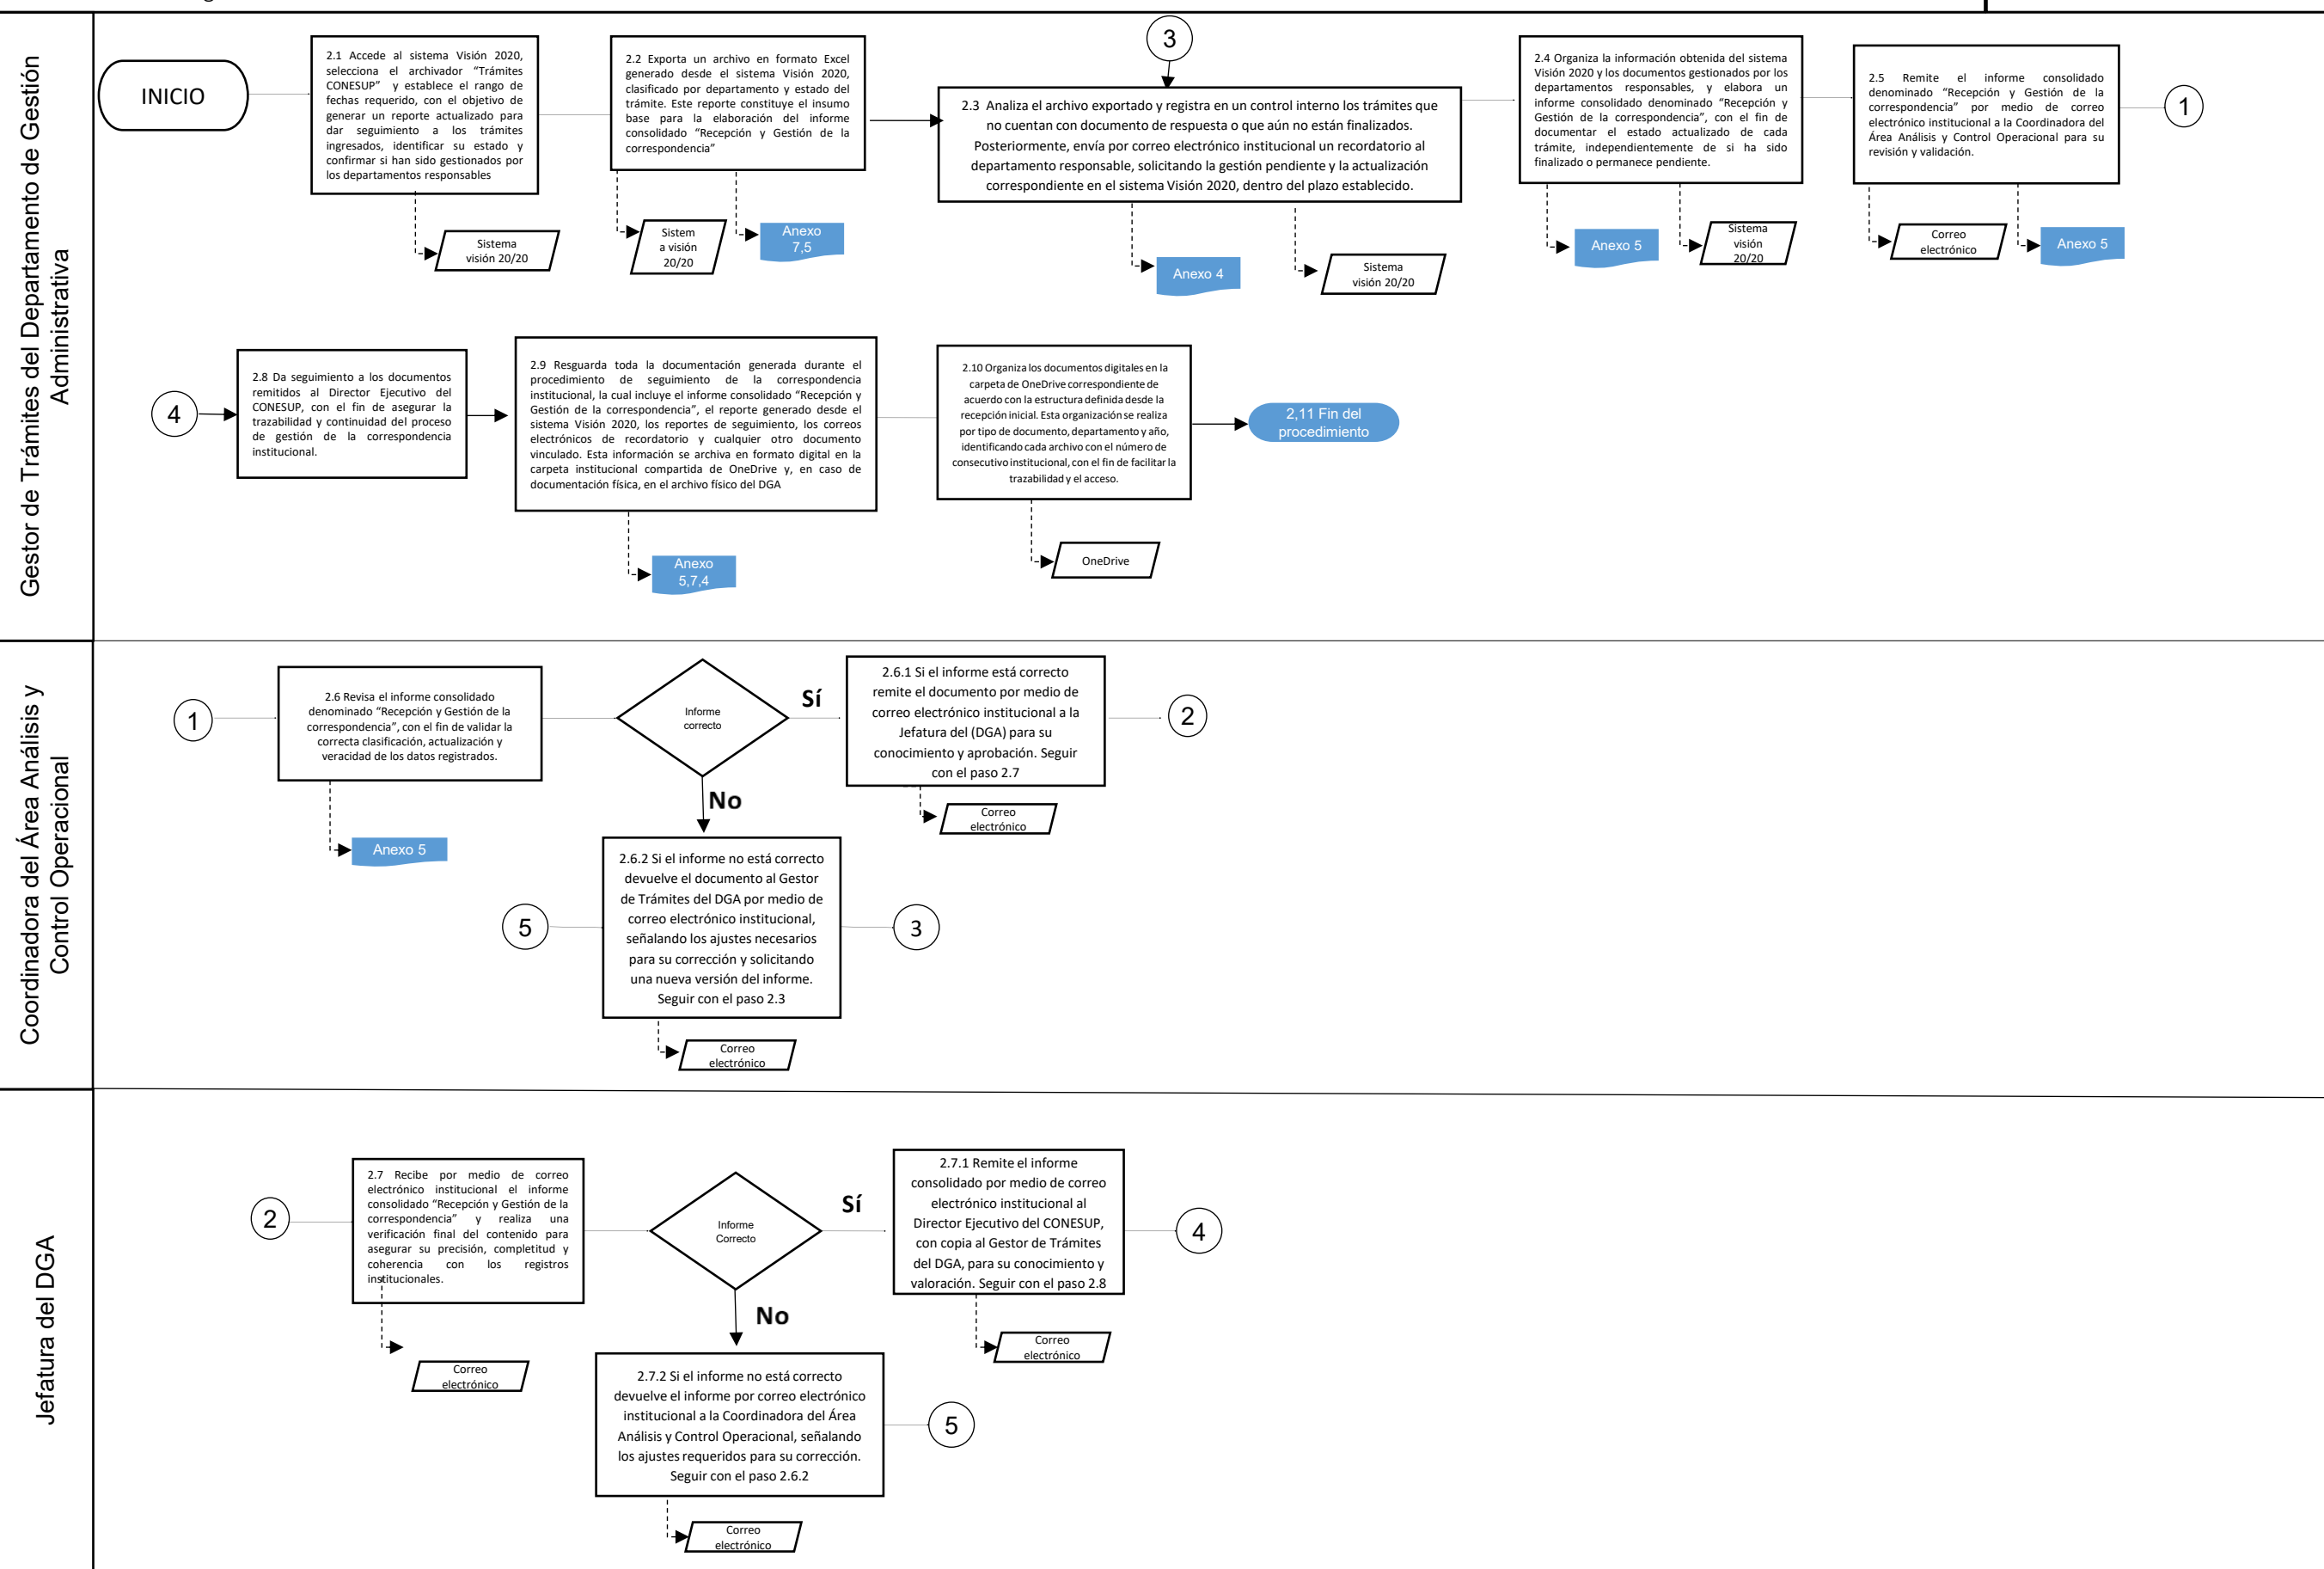 Gestor de Trámites del Departamento de Gestión
Administrativa
INICIO
2.1 Accede al sistema Visión 2020,
selecciona el archivador “Trámites
CONESUP” y establece el rango de
fechas requerido, con el objetivo de
generar un reporte actualizado para
dar seguimiento a los trámites
ingresados, identificar su estado y
confirmar si han sido gestionados por
los departamentos responsables
Sistema
visión 20/20
2.2 Exporta un archivo en formato Excel
generado desde el sistema Visión 2020,
clasificado por departamento y estado del
trámite. Este reporte constituye el insumo
base para la elaboración del informe
consolidado “Recepción y Gestión de la
correspondencia”
Sistem
a visión
20/20
Anexo
7,5
3
2.3 Analiza el archivo exportado y registra en un control interno los trámites que
no cuentan con documento de respuesta o que aún no están finalizados.
Posteriormente, envía por correo electrónico institucional un recordatorio al
departamento responsable, solicitando la gestión pendiente y la actualización
correspondiente en el sistema Visión 2020, dentro del plazo establecido.
Anexo 4
Sistema
visión 20/20
2.4 Organiza la información obtenida del sistema
Visión 2020 y los documentos gestionados por los
departamentos responsables, y elabora un
informe consolidado denominado “Recepción y
Gestión de la correspondencia”, con el fin de
documentar el estado actualizado de cada
trámite, independientemente de si ha sido
finalizado o permanece pendiente.
Anexo 5
Sistema
visión
20/20
2.5 Remite el informe consolidado
denominado “Recepción y Gestión de la
correspondencia” por medio de correo
electrónico institucional a la Coordinadora del
Área Análisis y Control Operacional para su
revisión y validación.
Correo
electrónico
Anexo 5
1
4
2.8 Da seguimiento a los documentos
remitidos al Director Ejecutivo del
CONESUP, con el fin de asegurar la
trazabilidad y continuidad del proceso
de gestión de la correspondencia
institucional.
2.9 Resguarda toda la documentación generada durante el
procedimiento de seguimiento de la correspondencia
institucional, la cual incluye el informe consolidado “Recepción y
Gestión de la correspondencia”, el reporte generado desde el
sistema Visión 2020, los reportes de seguimiento, los correos
electrónicos de recordatorio y cualquier otro documento
vinculado. Esta información se archiva en formato digital en la
carpeta institucional compartida de OneDrive y, en caso de
documentación física, en el archivo físico del DGA
Anexo
5,7,4
2.10 Organiza los documentos digitales en la
carpeta de OneDrive correspondiente de
acuerdo con la estructura definida desde la
recepción inicial. Esta organización se realiza
por tipo de documento, departamento y año,
identificando cada archivo con el número de
consecutivo institucional, con el fin de facilitar la
trazabilidad y el acceso.
OneDrive
2,11 Fin del
procedimiento
Coordinadora del Área Análisis y
Control Operacional
1
2.6 Revisa el informe consolidado
denominado “Recepción y Gestión de la
correspondencia”, con el fin de validar la
correcta clasificación, actualización y
veracidad de los datos registrados.
Anexo 5
Informe
correcto
Sí
No
2.6.1 Si el informe está correcto
remite el documento por medio de
correo electrónico institucional a la
Jefatura del (DGA) para su
conocimiento y aprobación. Seguir
con el paso 2.7
Correo
electrónico
2
5
2.6.2 Si el informe no está correcto
devuelve el documento al Gestor
de Trámites del DGA por medio de
correo electrónico institucional,
señalando los ajustes necesarios
para su corrección y solicitando
una nueva versión del informe.
Seguir con el paso 2.3
3
Correo
electrónico
Jefatura del DGA
2
2.7 Recibe por medio de correo
electrónico institucional el informe
consolidado “Recepción y Gestión de la
correspondencia” y realiza una
verificación final del contenido para
asegurar su precisión, completitud y
coherencia con los registros
institucionales.
Correo
electrónico
Informe
Correcto
Sí
No
2.7.1 Remite el informe
consolidado por medio de correo
electrónico institucional al
Director Ejecutivo del CONESUP,
con copia al Gestor de Trámites
del DGA, para su conocimiento y
valoración. Seguir con el paso 2.8
Correo
electrónico
4
2.7.2 Si el informe no está correcto
devuelve el informe por correo electrónico
institucional a la Coordinadora del Área
Análisis y Control Operacional, señalando
los ajustes requeridos para su corrección.
Seguir con el paso 2.6.2
5
Correo
electrónico